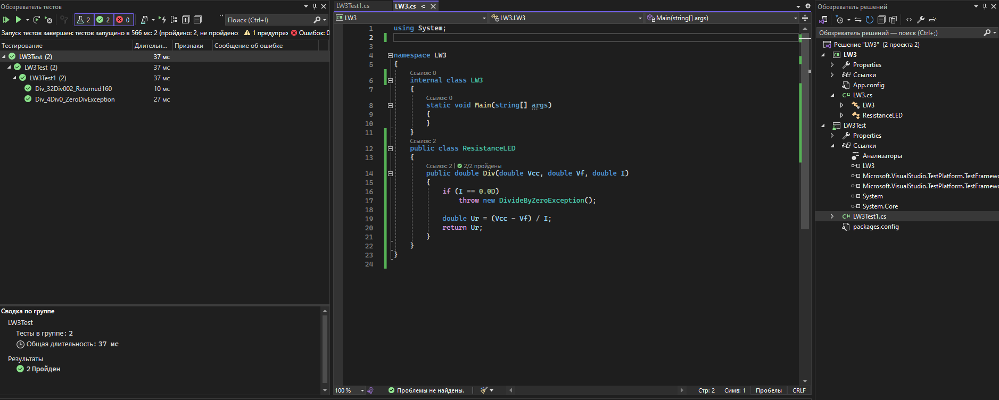 Обозреватель тестов
2 2 0 " Поиск (Ctrl+I)
Запуск тестов завершен: тестов запущено в 566 мс: 2 (пройдено: 2, не пройдено 1 предупреж Ошибок: 0
Тестирование Длительн... Признаки Сообщение об ошибке
LW3Test (2) 37 мс
LW3Test (2) 37 мс
LW3Test1 (2) 37 мс
Div_32Div002_Returned160 10 мс
Div_4Div0_ZeroDivException 27 мс
Сводка по группе
LW3Test
Тесты в группе: 2
Общая длительность: 37 мс
Результаты
2 Пройден
LW3Test1.cs LW3.cs
C# LW3 LW3.LW3 Main(string[] args)
1 using System;
2
3
4 namespace LW3
5 {
Ссылок: 0
6 internal class LW3
7 {
Ссылок: 0
8 static void Main(string[] args)
9 {
10 }
11 }
Ссылок: 2
12 public class ResistanceLED
13 {
Ссылок: 2 | 2/2 пройдены
14 public double Div(double Vcc, double Vf, double I)
15 {
16 if (I == 0.0D)
17 throw new DivideByZeroException();
18
19 double Ur = (Vcc - Vf) / I;
20 return Ur;
21 }
22 }
23 }
24
100 % Проблемы не найдены. Стр: 2 Симв: 1 Пробелы CRLF
Обозреватель решений
Обозреватель решений — поиск (Ctrl+;)
Решение "LW3" (2 проекта 2)
C# LW3
Properties
Ссылки
App.config
C# LW3.cs
LW3
ResistanceLED
LW3Test
Properties
Ссылки
Анализаторы
LW3
Microsoft.VisualStudio.TestPlatform.TestFramew
Microsoft.VisualStudio.TestPlatform.TestFramew
System
System.Core
C# LW3Test1.cs
packages.config